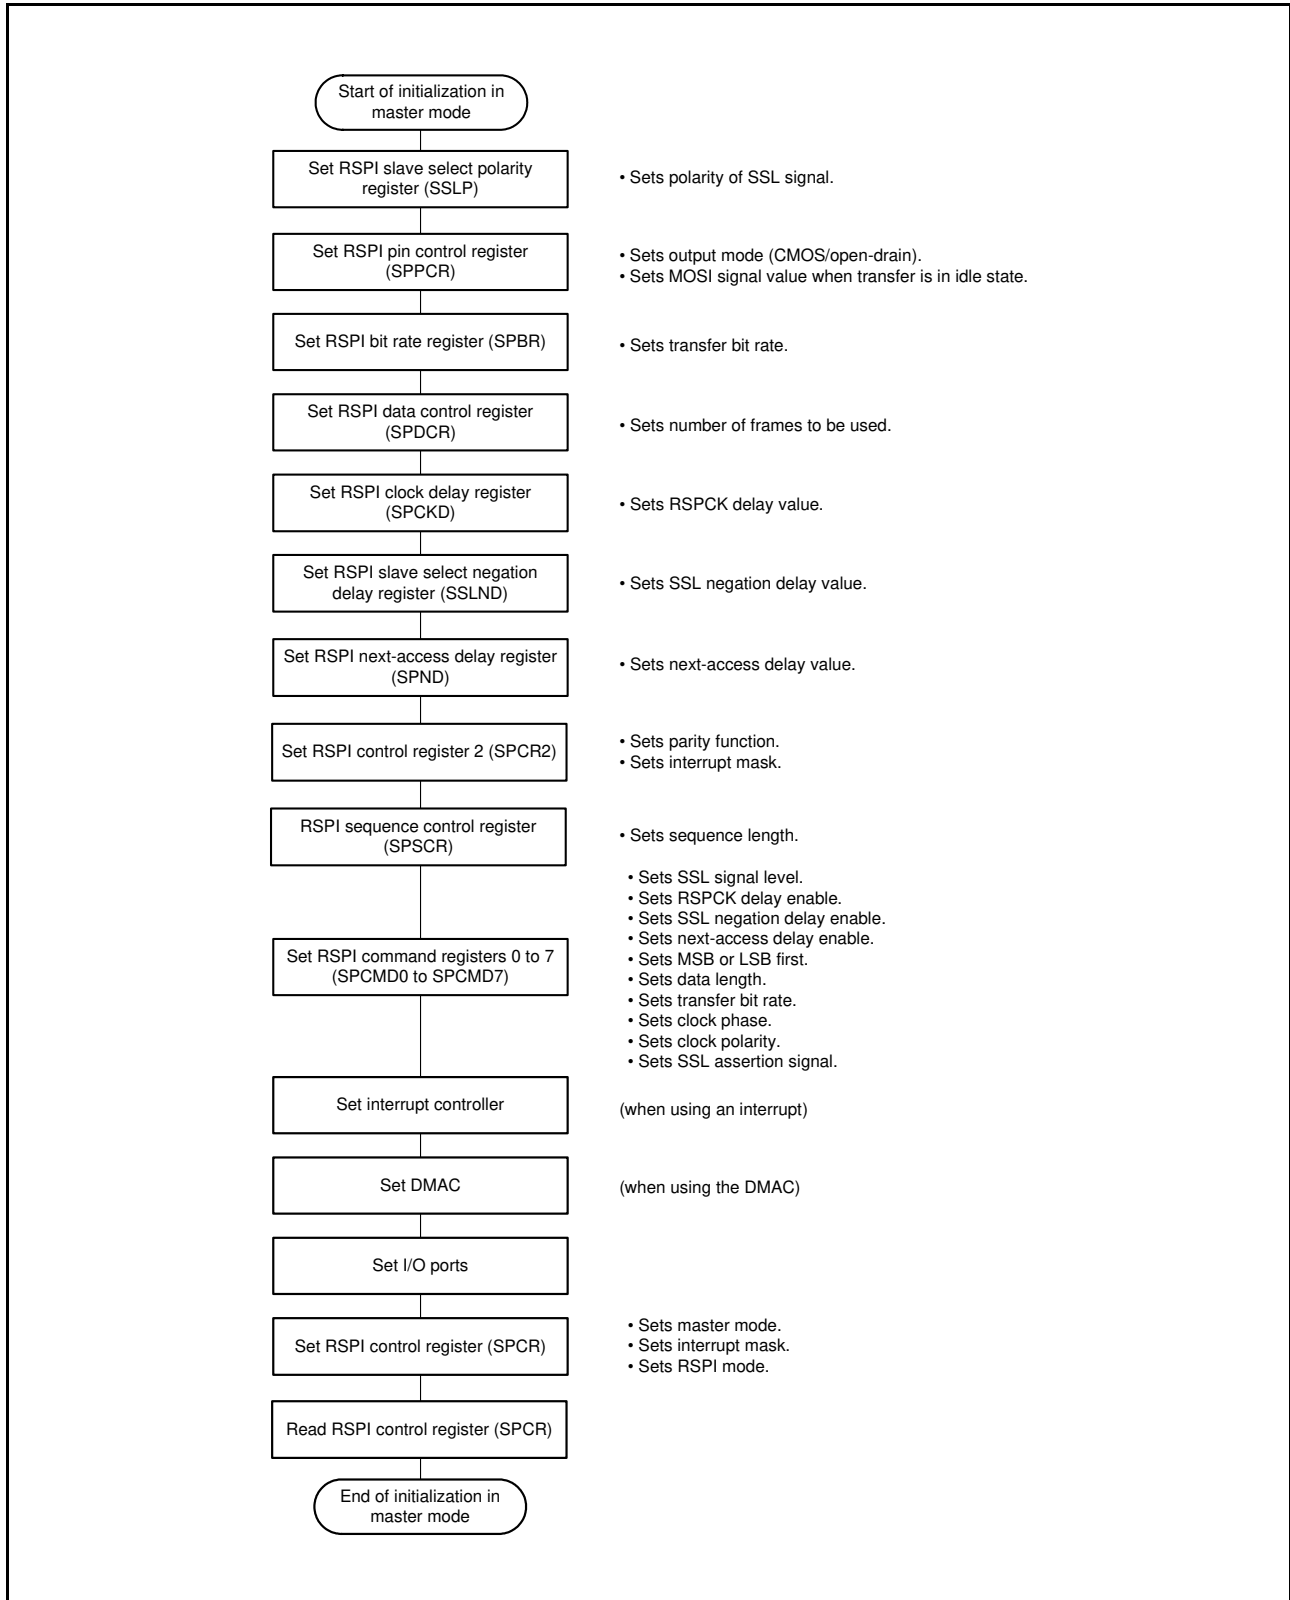 Start of initialization in
master mode
Set RSPI slave select polarity
register (SSLP)
• Sets polarity of SSL signal.
Set RSPI pin control register
(SPPCR)
• Sets output mode (CMOS/open-drain).
• Sets MOSI signal value when transfer is in idle state.
Set RSPI bit rate register (SPBR)
• Sets transfer bit rate.
Set RSPI data control register
(SPDCR)
• Sets number of frames to be used.
Set RSPI clock delay register
(SPCKD)
• Sets RSPCK delay value.
Set RSPI slave select negation
delay register (SSLND)
• Sets SSL negation delay value.
Set RSPI next-access delay register
(SPND)
• Sets next-access delay value.
Set RSPI control register 2 (SPCR2)
• Sets parity function.
• Sets interrupt mask.
RSPI sequence control register
(SPSCR)
• Sets sequence length.
Set RSPI command registers 0 to 7
(SPCMD0 to SPCMD7)
• Sets SSL signal level.
• Sets RSPCK delay enable.
• Sets SSL negation delay enable.
• Sets next-access delay enable.
• Sets MSB or LSB first.
• Sets data length.
• Sets transfer bit rate.
• Sets clock phase.
• Sets clock polarity.
• Sets SSL assertion signal.
Set interrupt controller
(when using an interrupt)
Set DMAC
(when using the DMAC)
Set I/O ports
Set RSPI control register (SPCR)
• Sets master mode.
• Sets interrupt mask.
• Sets RSPI mode.
Read RSPI control register (SPCR)
End of initialization in
master mode